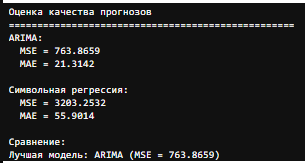 Оценка качества прогнозов
==================================================
ARIMA:
MSE = 763.8659
MAE = 21.3142
Символьная регрессия:
MSE = 3203.2532
MAE = 55.9014
Сравнение:
Лучшая модель: ARIMA (MSE = 763.8659)